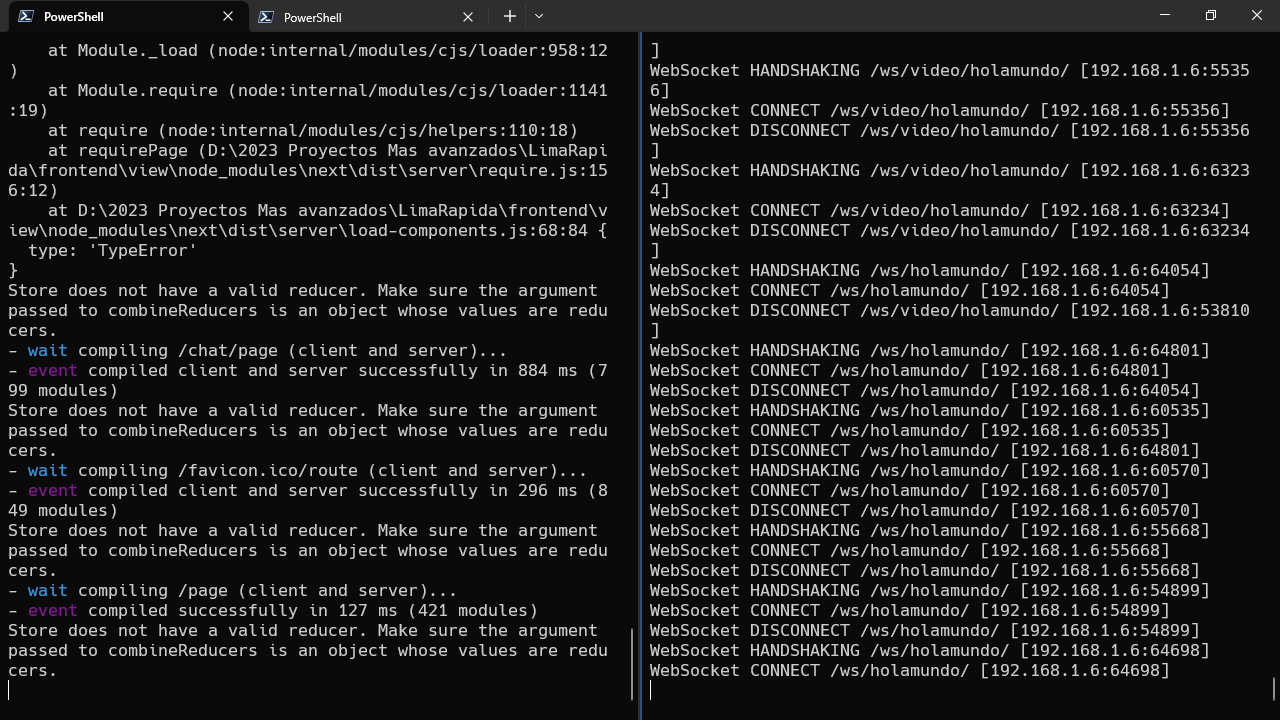 PowerShell
PowerShell
    at Module._load (node:internal/modules/cjs/loader:958:12
)
    at Module.require (node:internal/modules/cjs/loader:1141
:19)
    at require (node:internal/modules/cjs/helpers:110:18)
    at requirePage (D:\2023 Proyectos Mas avanzados\LimaRapi
da\frontend\view\node_modules\next\dist\server\require.js:15
6:12)
    at D:\2023 Proyectos Mas avanzados\LimaRapida\frontend\v
iew\node_modules\next\dist\server\load-components.js:68:84 {
  type: 'TypeError'
}
Store does not have a valid reducer. Make sure the argument
passed to combineReducers is an object whose values are redu
cers.
- wait compiling /chat/page (client and server)...
- event compiled client and server successfully in 884 ms (7
99 modules)
Store does not have a valid reducer. Make sure the argument
passed to combineReducers is an object whose values are redu
cers.
- wait compiling /favicon.ico/route (client and server)...
- event compiled client and server successfully in 296 ms (8
49 modules)
Store does not have a valid reducer. Make sure the argument
passed to combineReducers is an object whose values are redu
cers.
- wait compiling /page (client and server)...
- event compiled successfully in 127 ms (421 modules)
Store does not have a valid reducer. Make sure the argument
passed to combineReducers is an object whose values are redu
cers.
]
WebSocket HANDSHAKING /ws/video/holamundo/ [192.168.1.6:5535
6]
WebSocket CONNECT /ws/video/holamundo/ [192.168.1.6:55356]
WebSocket DISCONNECT /ws/video/holamundo/ [192.168.1.6:55356
]
WebSocket HANDSHAKING /ws/video/holamundo/ [192.168.1.6:6323
4]
WebSocket CONNECT /ws/video/holamundo/ [192.168.1.6:63234]
WebSocket DISCONNECT /ws/video/holamundo/ [192.168.1.6:63234
]
WebSocket HANDSHAKING /ws/holamundo/ [192.168.1.6:64054]
WebSocket CONNECT /ws/holamundo/ [192.168.1.6:64054]
WebSocket DISCONNECT /ws/video/holamundo/ [192.168.1.6:53810
]
WebSocket HANDSHAKING /ws/holamundo/ [192.168.1.6:64801]
WebSocket CONNECT /ws/holamundo/ [192.168.1.6:64801]
WebSocket DISCONNECT /ws/holamundo/ [192.168.1.6:64054]
WebSocket HANDSHAKING /ws/holamundo/ [192.168.1.6:60535]
WebSocket CONNECT /ws/holamundo/ [192.168.1.6:60535]
WebSocket DISCONNECT /ws/holamundo/ [192.168.1.6:64801]
WebSocket HANDSHAKING /ws/holamundo/ [192.168.1.6:60570]
WebSocket CONNECT /ws/holamundo/ [192.168.1.6:60570]
WebSocket DISCONNECT /ws/holamundo/ [192.168.1.6:60570]
WebSocket HANDSHAKING /ws/holamundo/ [192.168.1.6:55668]
WebSocket CONNECT /ws/holamundo/ [192.168.1.6:55668]
WebSocket DISCONNECT /ws/holamundo/ [192.168.1.6:55668]
WebSocket HANDSHAKING /ws/holamundo/ [192.168.1.6:54899]
WebSocket CONNECT /ws/holamundo/ [192.168.1.6:54899]
WebSocket DISCONNECT /ws/holamundo/ [192.168.1.6:54899]
WebSocket HANDSHAKING /ws/holamundo/ [192.168.1.6:64698]
WebSocket CONNECT /ws/holamundo/ [192.168.1.6:64698]